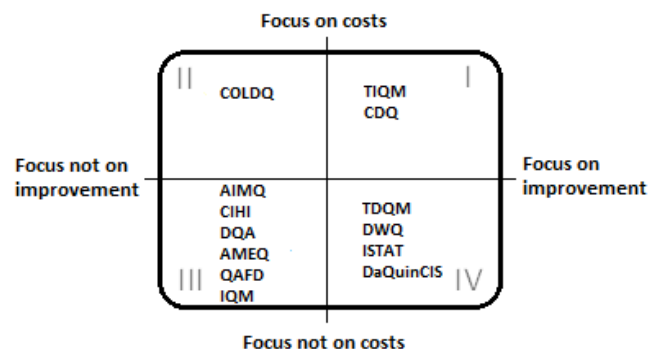 Focus on costs
II
I
COLDQ
TIQM
CDQ
Focus not on
improvement
Focus on
improvement
AIMQ
CIHI
DQA
AMEQ
QAFD
IQM
TDQM
DWQ
ISTAT
DaQuinCIS
III
IV
Focus not on costs